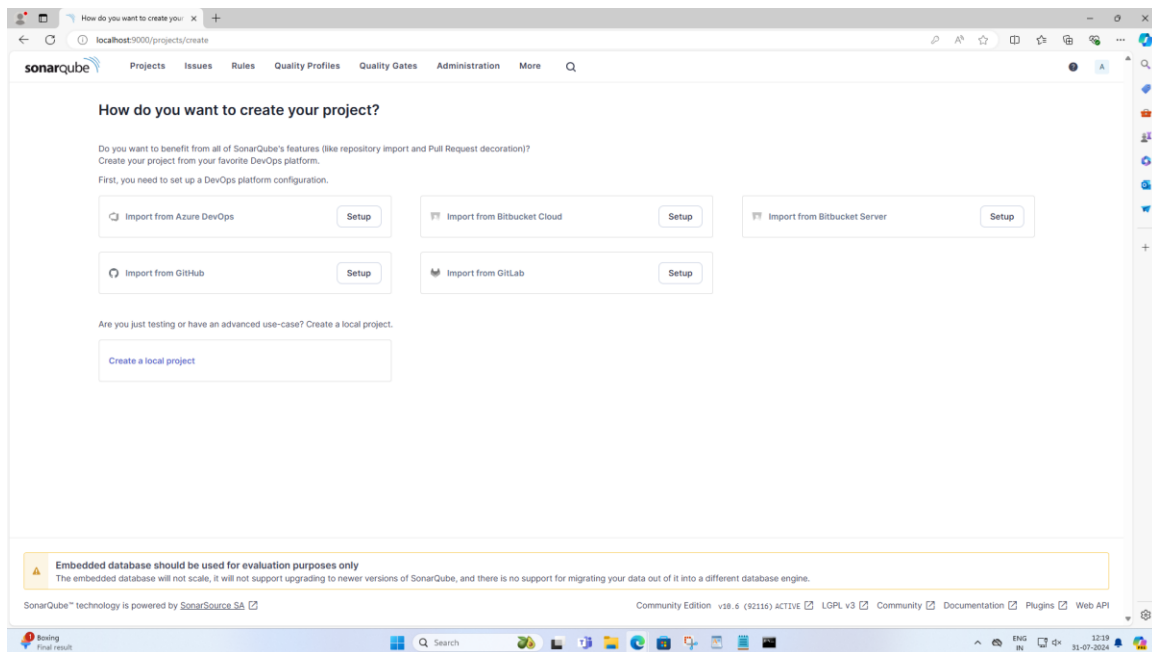 How do you want to create your
localhost:9000/projects/create
sonarqube Projects Issues Rules Quality Profiles Quality Gates Administration More A
How do you want to create your project?
Do you want to benefit from all of SonarQube's features (like repository import and Pull Request decoration)?
Create your project from your favorite DevOps platform.
First, you need to set up a DevOps platform configuration.
Import from Azure DevOps Setup Import from Bitbucket Cloud Setup Import from Bitbucket Server Setup
Import from GitHub Setup Import from GitLab Setup
Are you just testing or have an advanced use-case? Create a local project.
Create a local project
Embedded database should be used for evaluation purposes only
The embedded database will not scale, it will not support upgrading to newer versions of SonarQube, and there is no support for migrating your data out of it into a different database engine.
SonarQube™ technology is powered by SonarSource SA Community Edition v10.6 (92116) ACTIVE LGPL v3 Community Documentation Plugins Web API
Boxing
Final result
Search
ENG
IN
12:19
31-07-2024